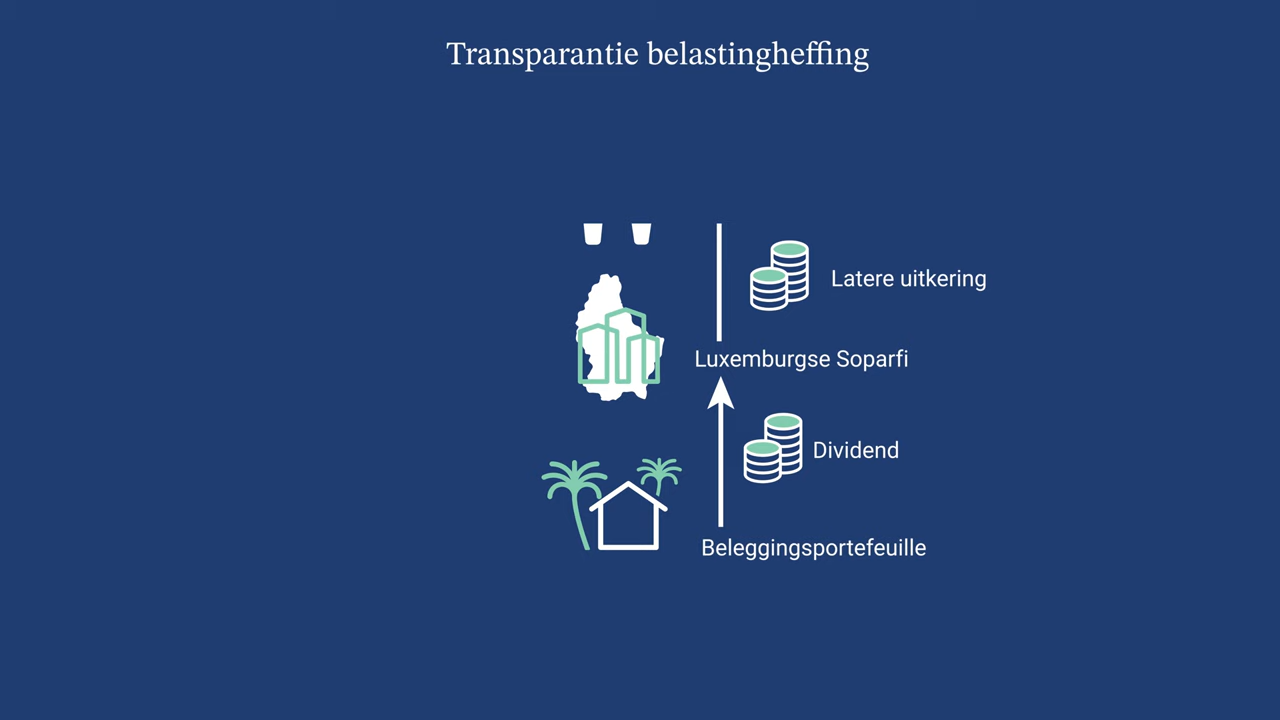 Transparantie belastingheffing
Latere uitkering
Luxemburgse Soparfi
Dividend
Beleggingsportefeuille